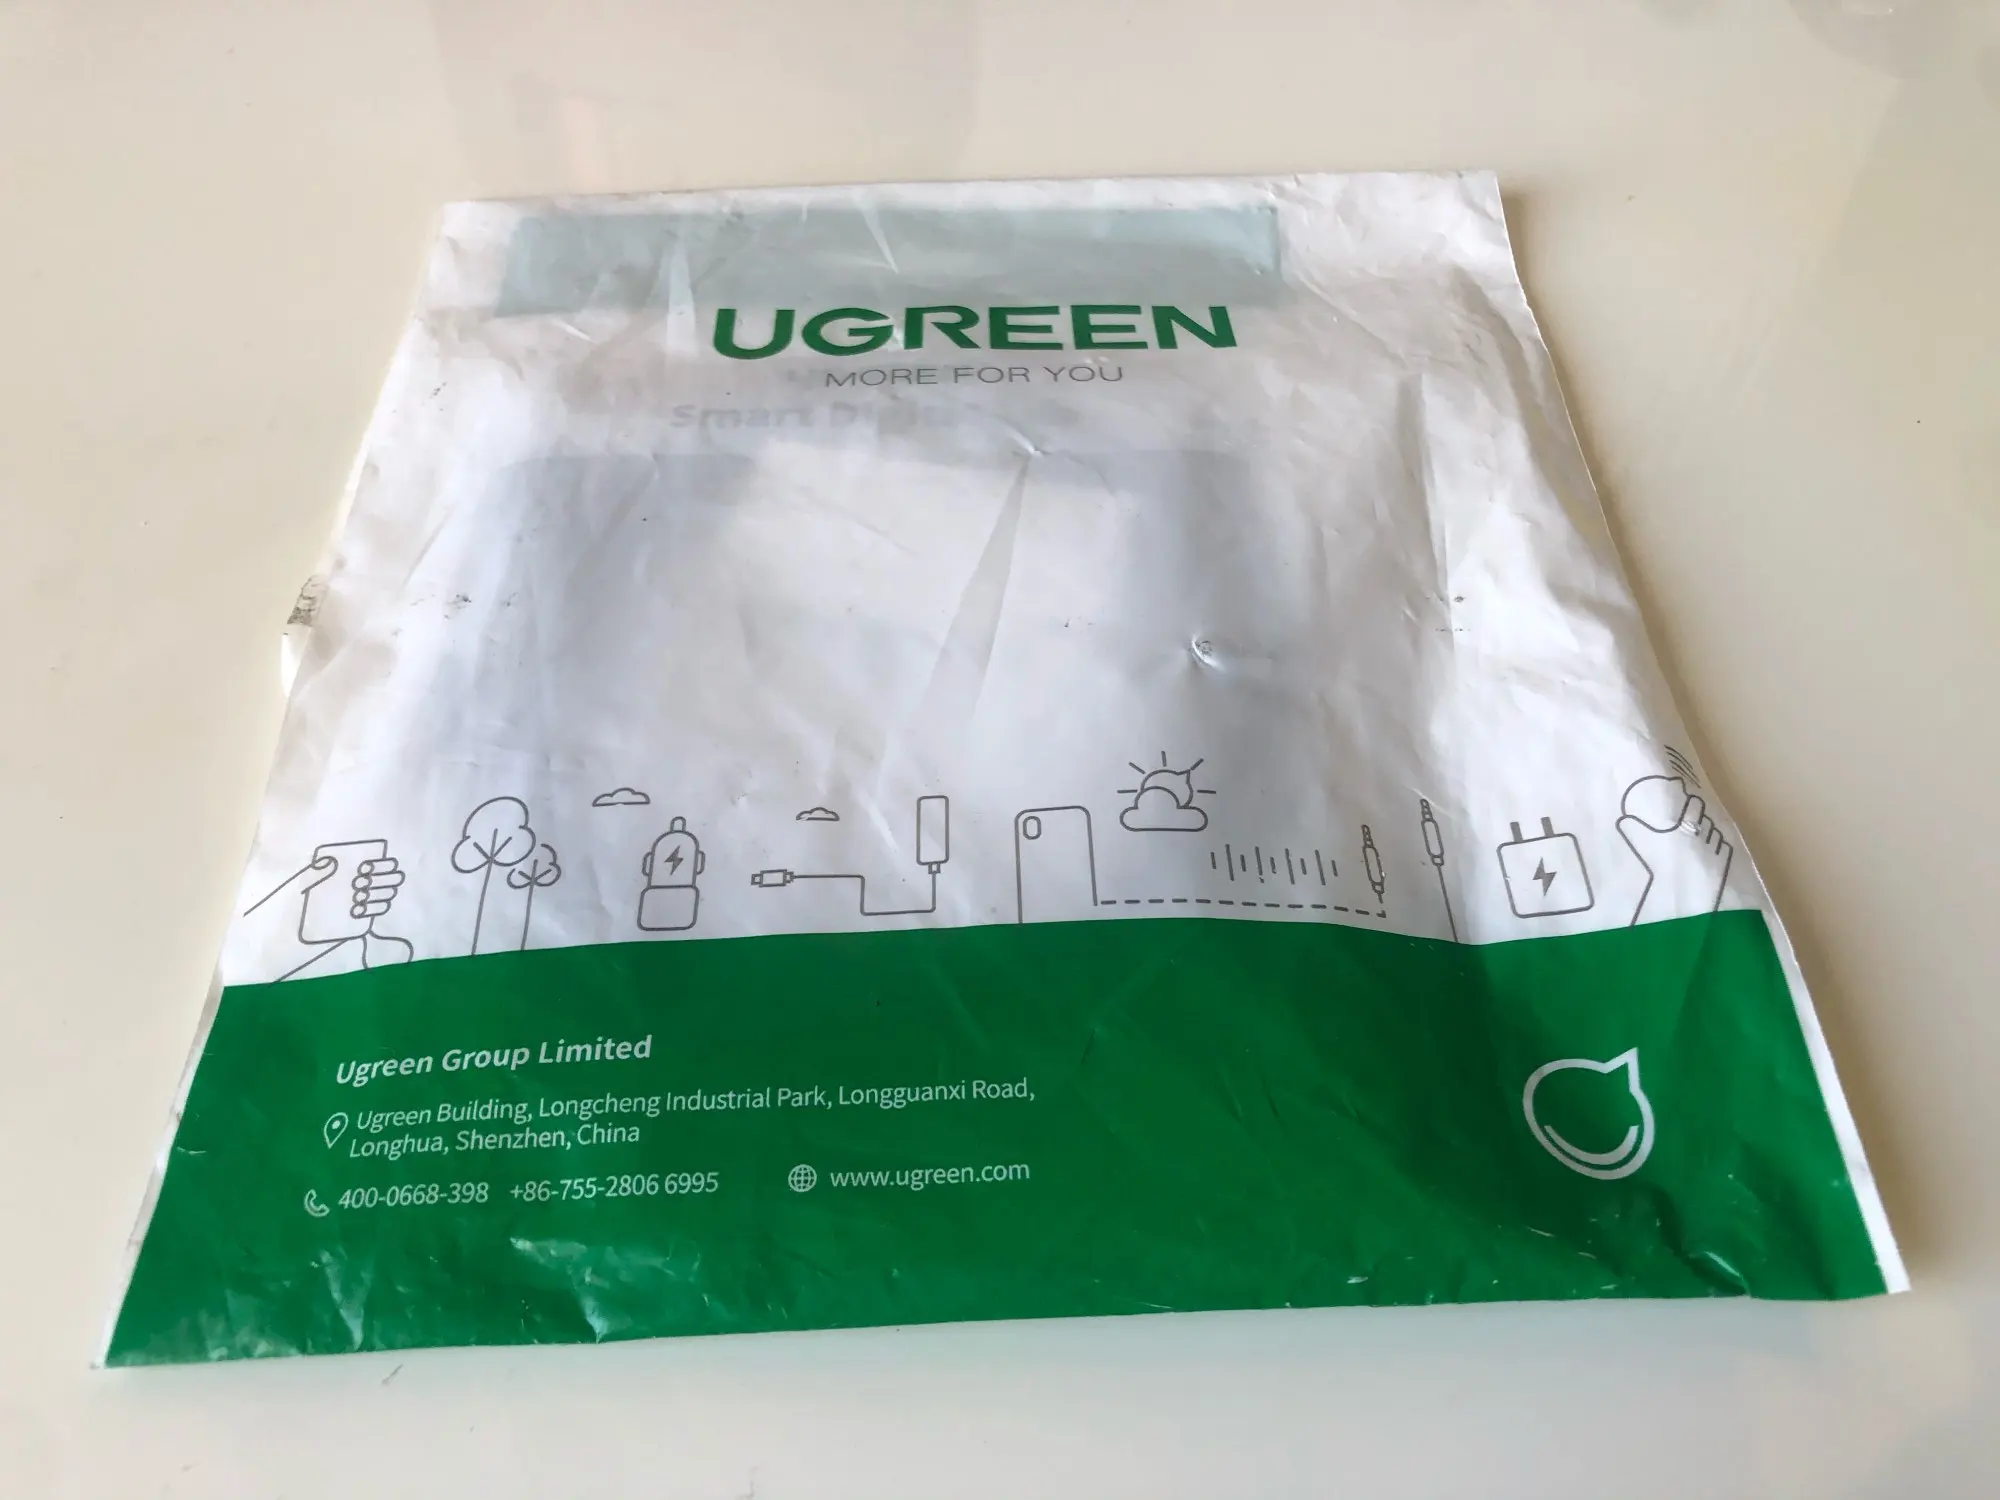 UGREEN
MORE FOR YOU
Smart
Ugreen Group Limited
Ugreen Building, Longcheng Industrial Park, Longguanxi Road,
Longhua, Shenzhen, China
400-0668-398 +86-755-2806 6995 www.ugreen.com